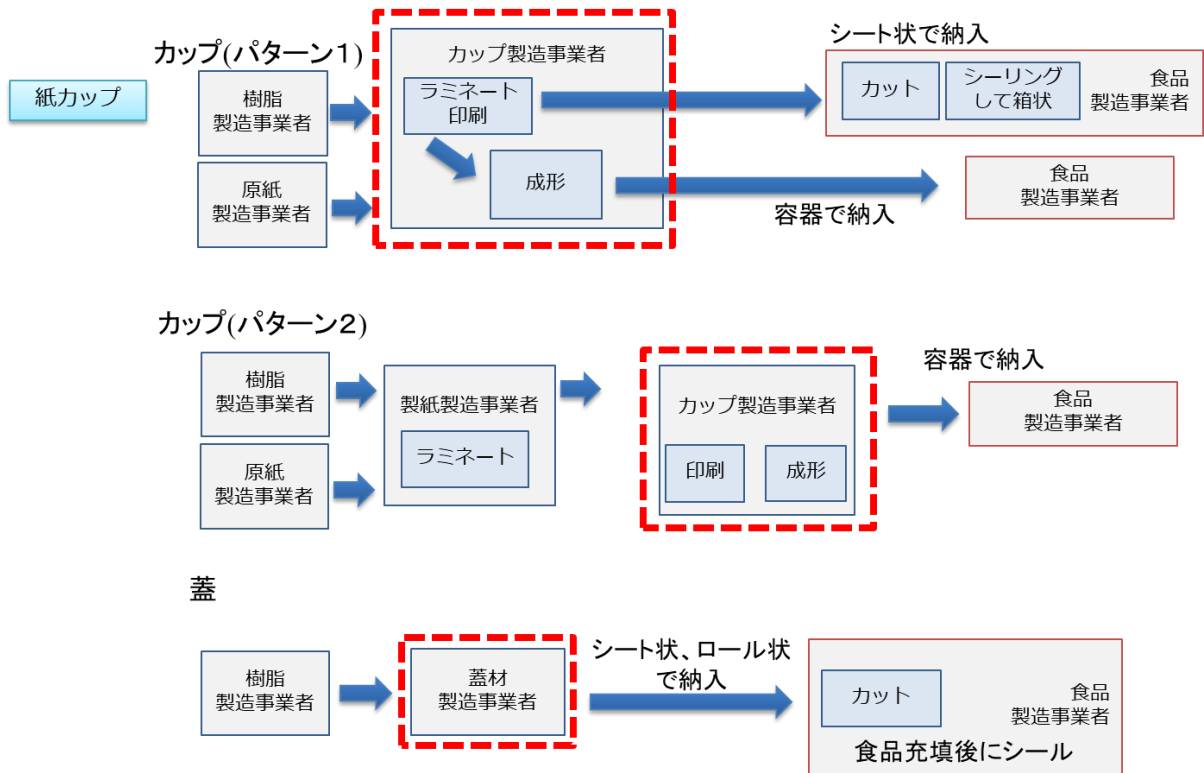 紙カップ
カップ(パターン１)
樹脂
製造事業者
原紙
製造事業者
カップ製造事業者
ラミネート
印刷
成形
シート状で納入
カット
シーリング
して箱状
食品
製造事業者
容器で納入
食品
製造事業者
カップ(パターン２)
樹脂
製造事業者
原紙
製造事業者
製紙製造事業者
ラミネート
カップ製造事業者
印刷
成形
容器で納入
食品
製造事業者
蓋
樹脂
製造事業者
蓋材
製造事業者
シート状、ロール状
で納入
カット
食品
製造事業者
食品充填後にシール